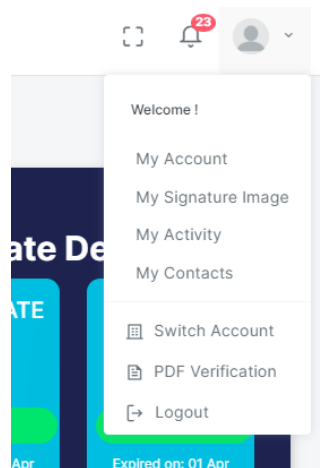 23
Welcome !
My Account
My Signature Image
My Activity
My Contacts
ate De
ATE
Switch Account
PDF Verification
Logout
Apr Expired on: 01 Apr